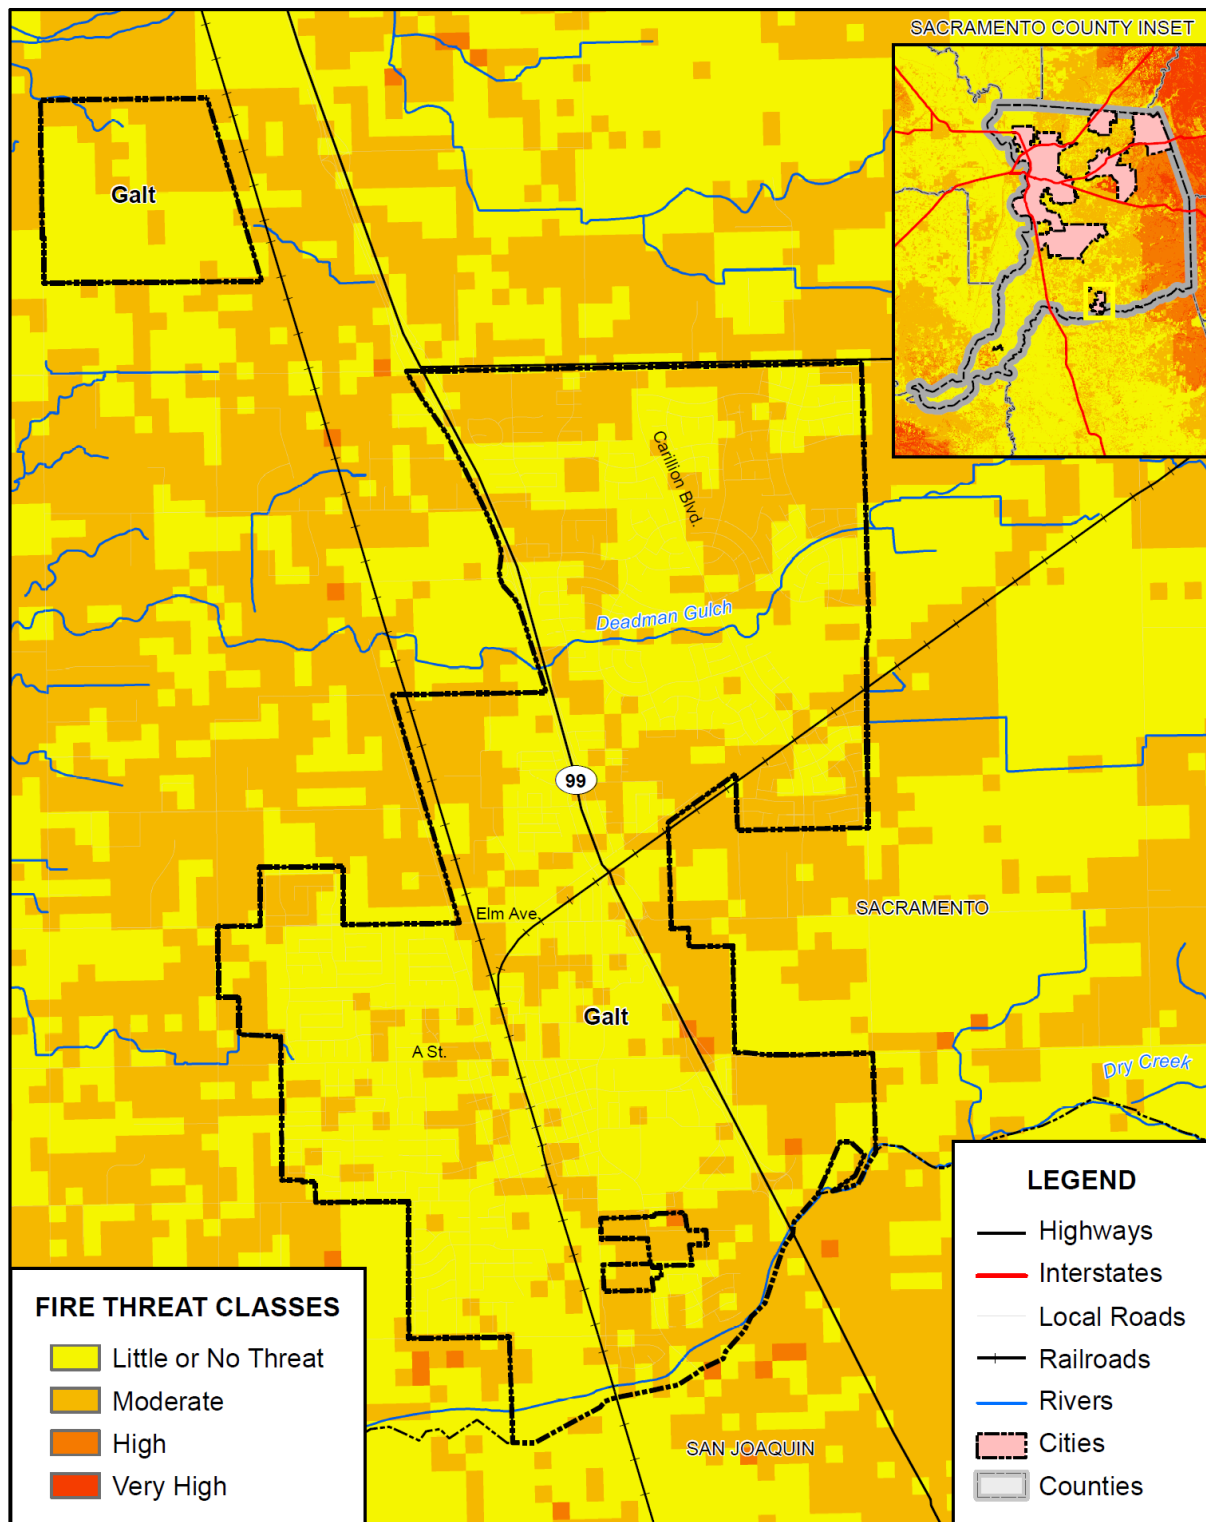 SACRAMENTO COUNTY INSET
Galt
Carillion Blvd.
Deadman Gulch
99
Elm Ave.
SACRAMENTO
Galt
A St.
Dry Creek
SAN JOAQUIN
FIRE THREAT CLASSES
Little or No Threat
Moderate
High
Very High
LEGEND
Highways
Interstates
Local Roads
Railroads
Rivers
Cities
Counties